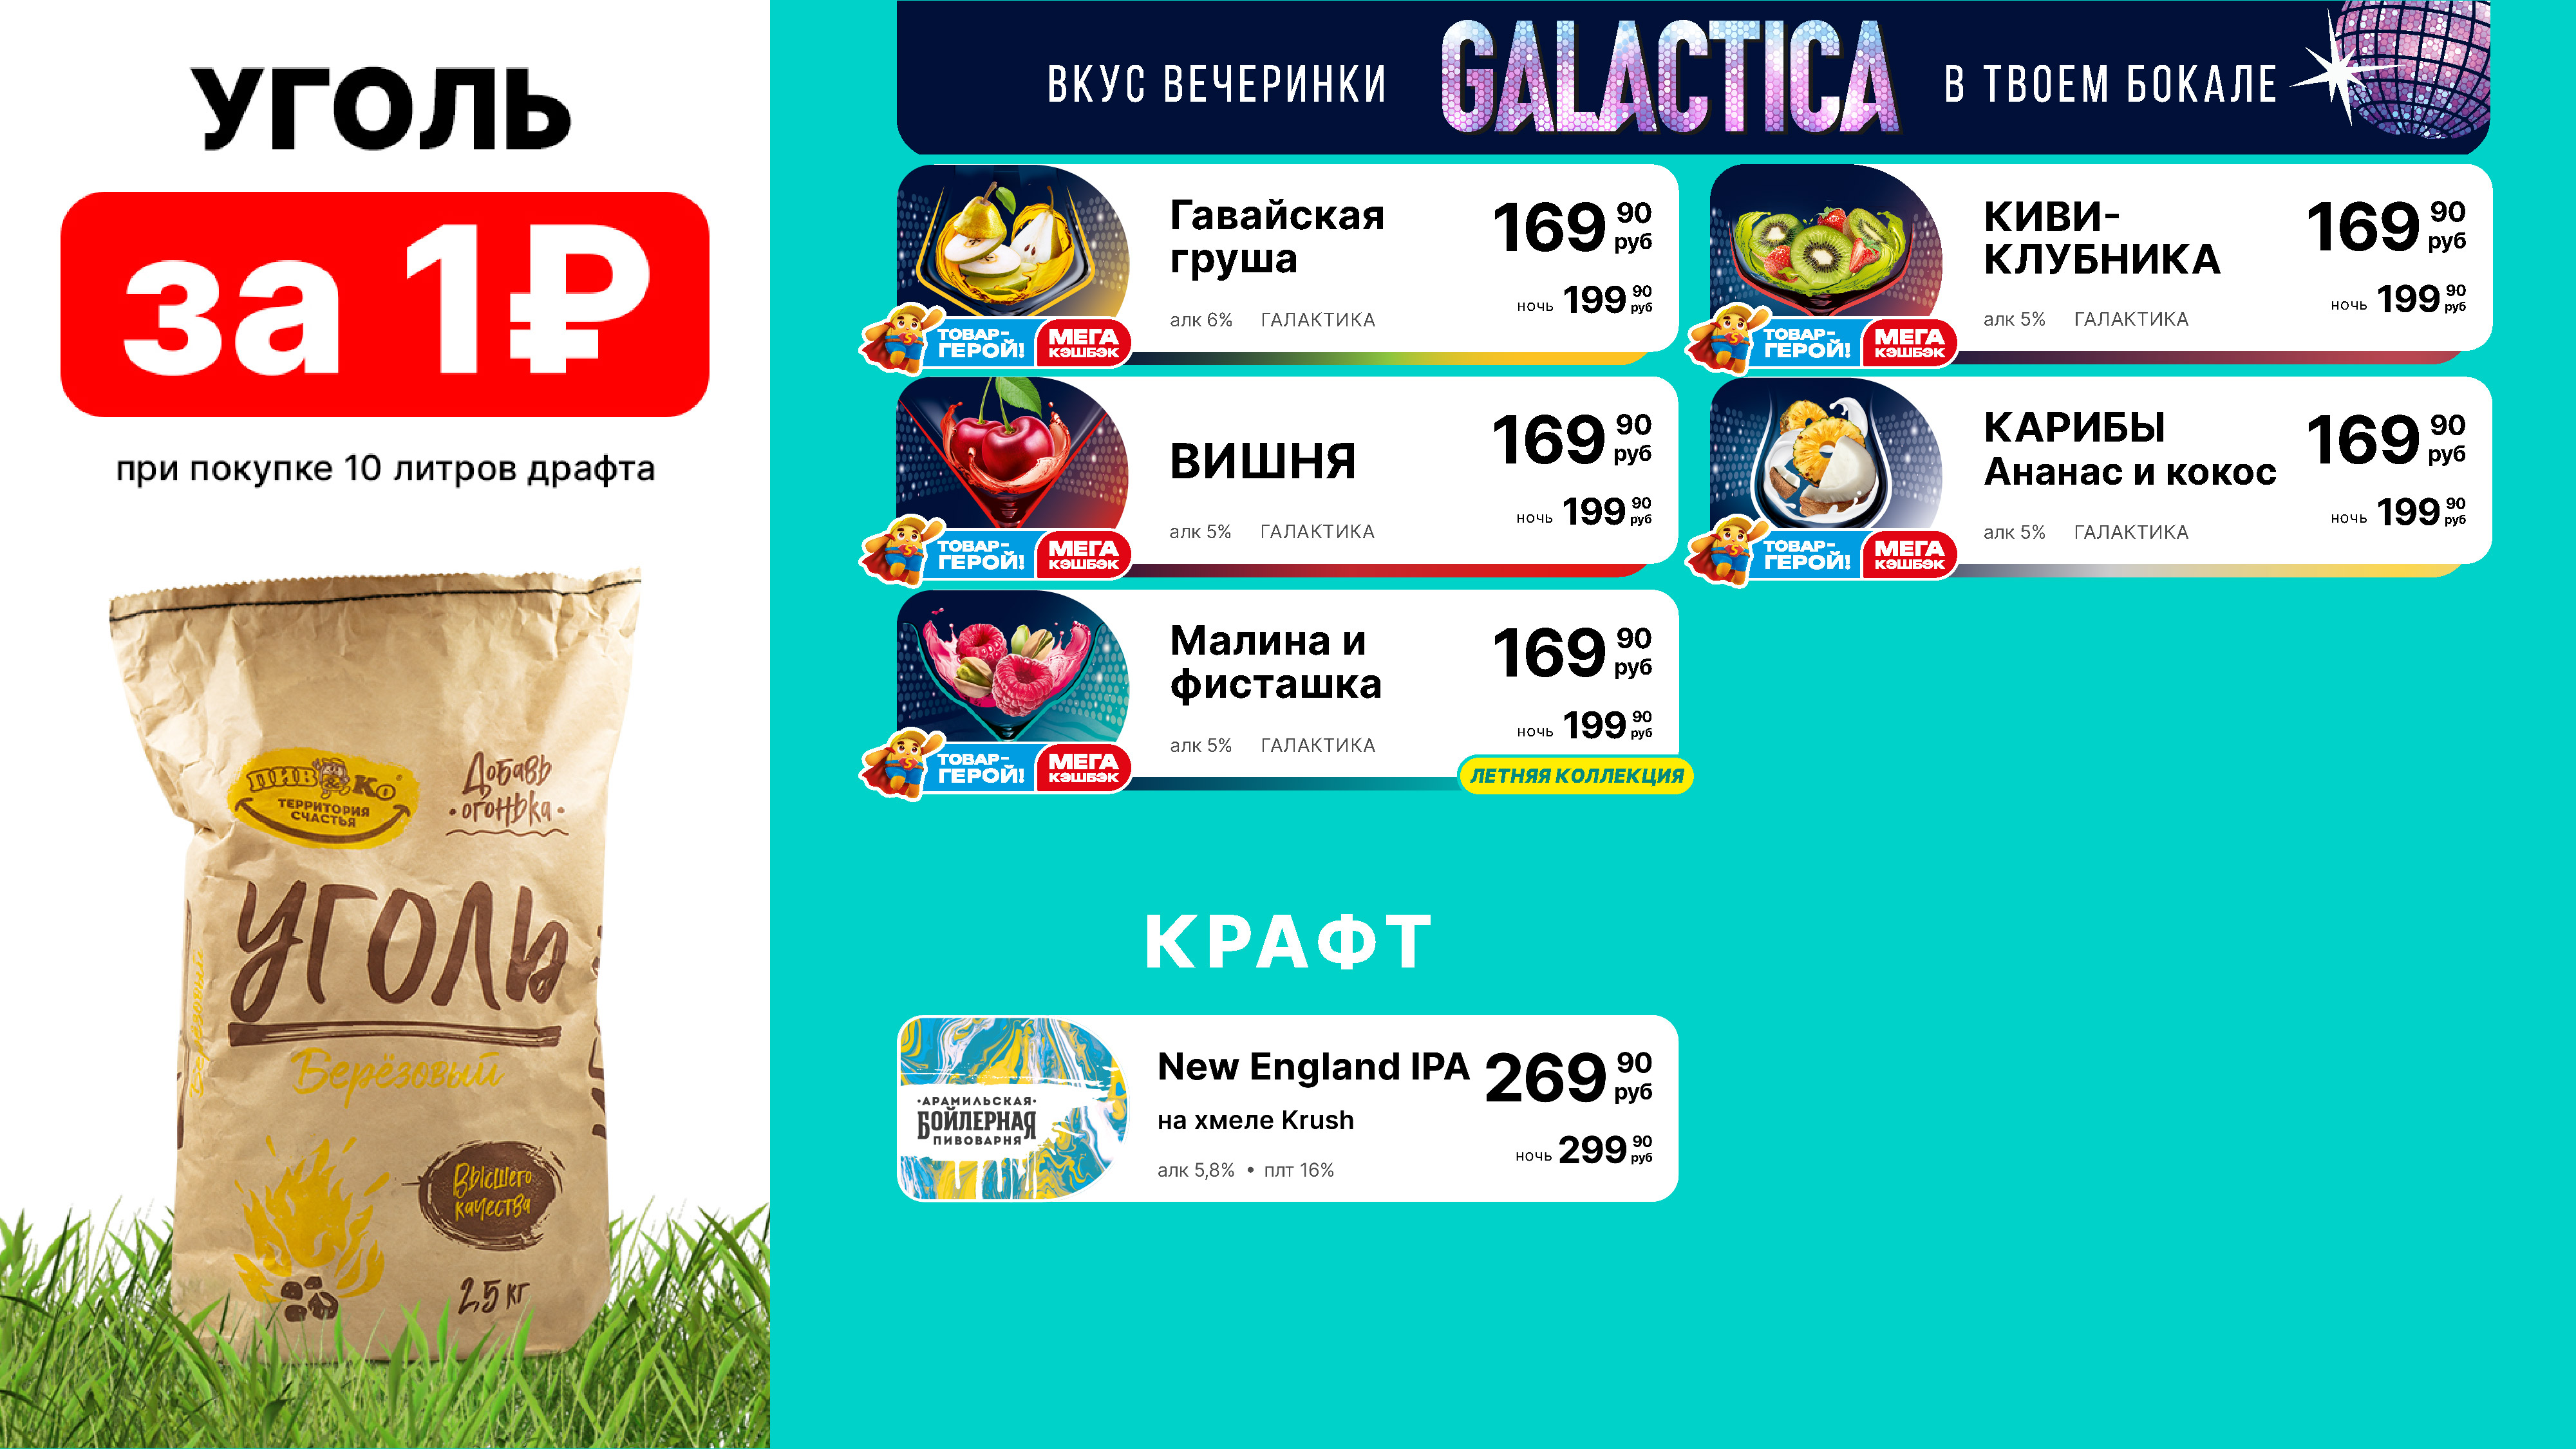 УГОЛЬ
за 1₽
при покупке 10 литров драфта
ПИВ&Ко
ТЕРРИТОРИЯ
СЧАСТЬЯ
Добавь
огонька
УГОЛЬ
Берёзовый
Высшего
качества
2,5 кг
ВКУС ВЕЧЕРИНКИ GALACTICA В ТВОЕМ БОКАЛЕ
Гавайская
груша
169 90 руб
ночь 199 90 руб
алк 6% ГАЛАКТИКА
ТОВАР-
ГЕРОЙ!
МЕГА
КЭШБЭК
КИВИ-
КЛУБНИКА
169 90 руб
ночь 199 90 руб
алк 5% ГАЛАКТИКА
ТОВАР-
ГЕРОЙ!
МЕГА
КЭШБЭК
ВИШНЯ
169 90 руб
ночь 199 90 руб
алк 5% ГАЛАКТИКА
ТОВАР-
ГЕРОЙ!
МЕГА
КЭШБЭК
КАРИБЫ
Ананас и кокос
169 90 руб
ночь 199 90 руб
алк 5% ГАЛАКТИКА
ТОВАР-
ГЕРОЙ!
МЕГА
КЭШБЭК
Малина и
фисташка
169 90 руб
ночь 199 90 руб
алк 5% ГАЛАКТИКА
ТОВАР-
ГЕРОЙ!
МЕГА
КЭШБЭК
ЛЕТНЯЯ КОЛЛЕКЦИЯ
КРАФТ
·АРАМИЛЬСКАЯ·
БОЙЛЕРНАЯ
ПИВОВАРНЯ
New England IPA
на хмеле Krush
269 90 руб
ночь 299 90 руб
алк 5,8% • плт 16%